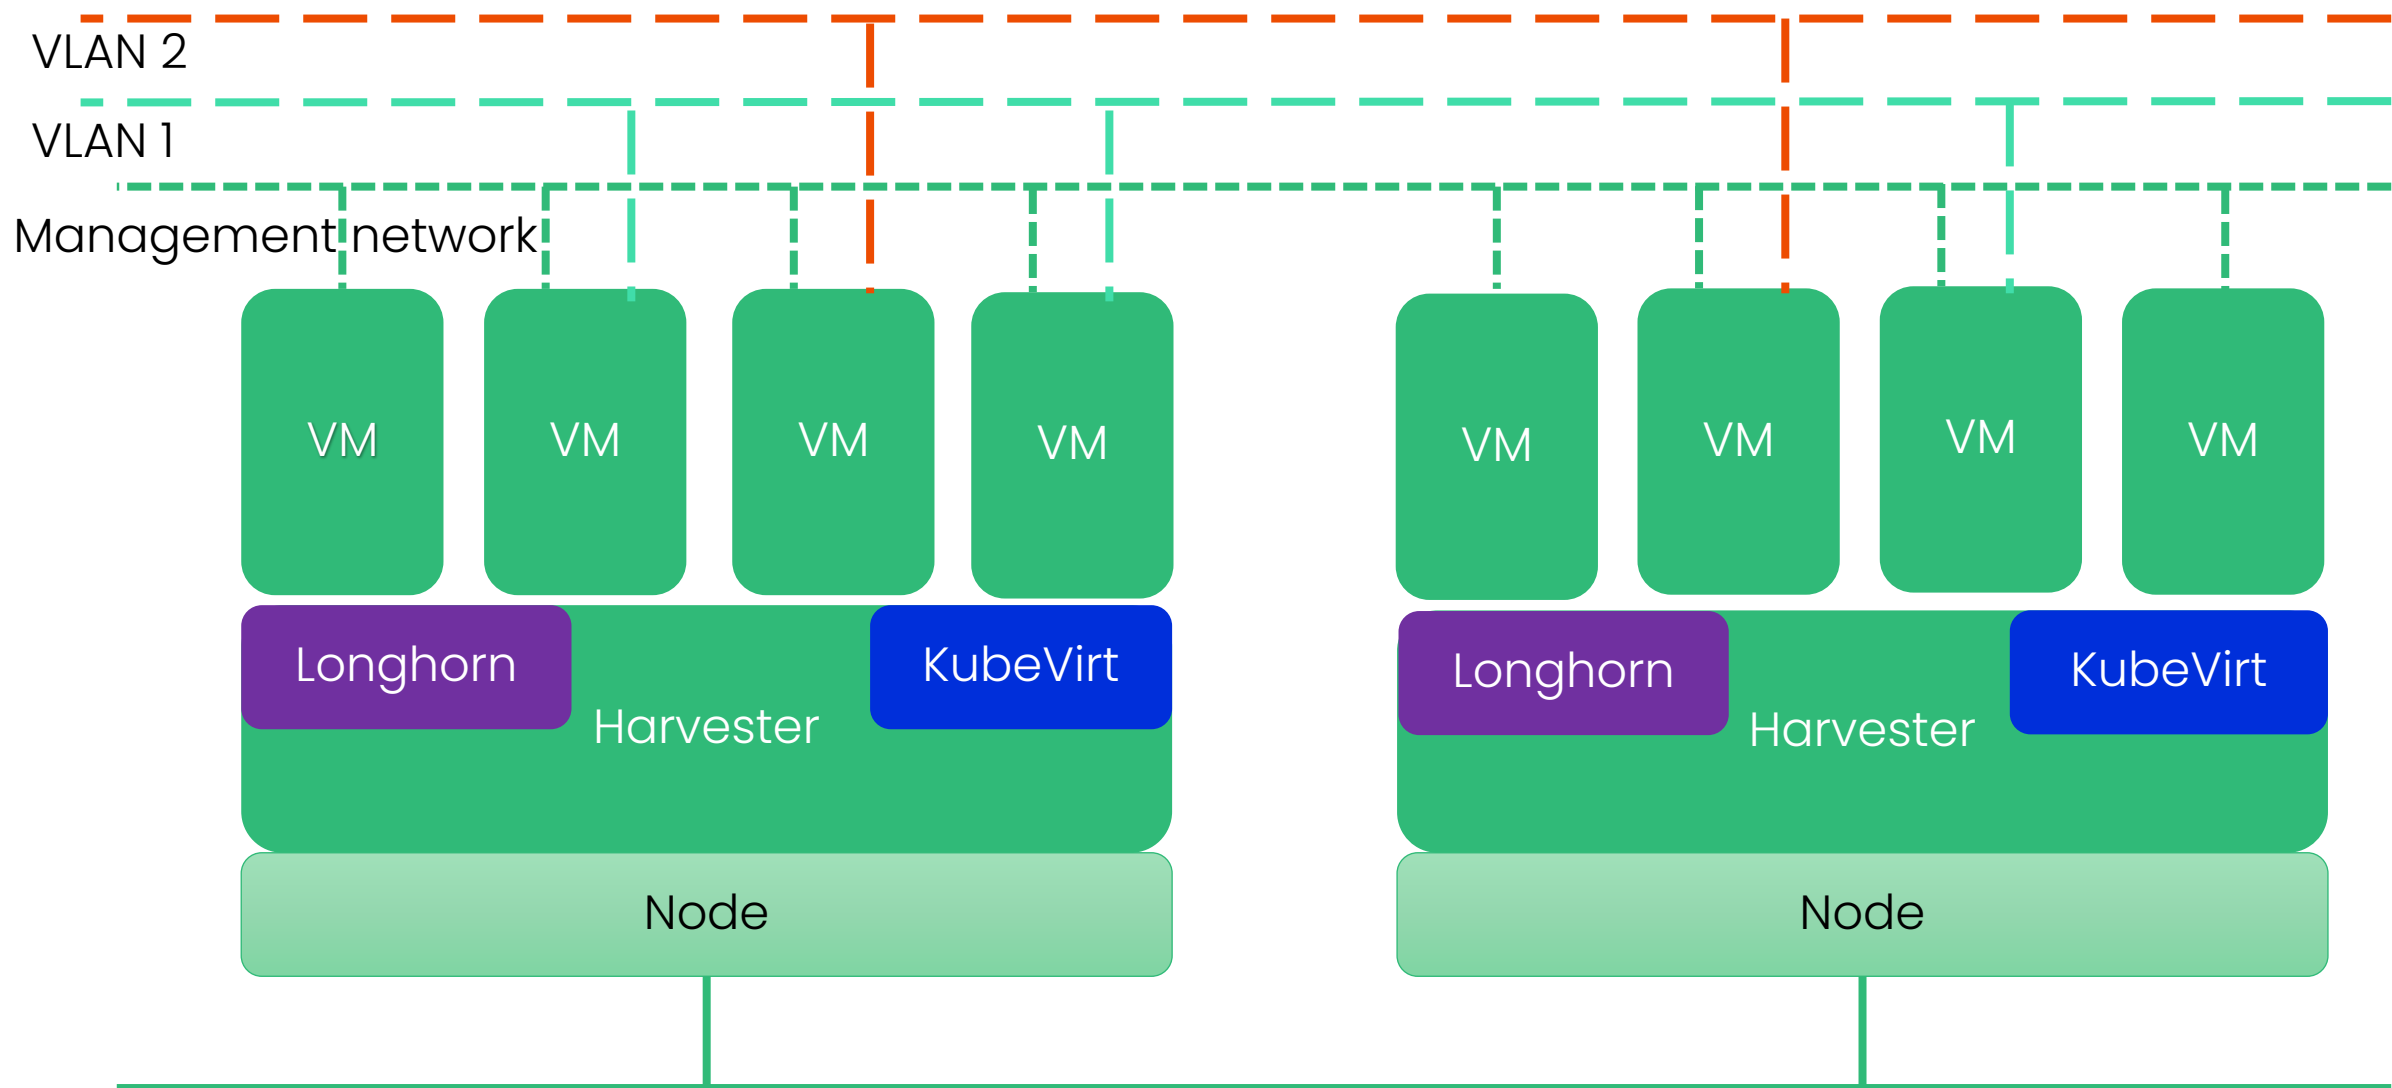 VLAN 2
VLAN 1
Management network
VM
VM
VM
VM
VM
VM
VM
VM
Longhorn
Harvester
KubeVirt
Longhorn
Harvester
KubeVirt
Node
Node